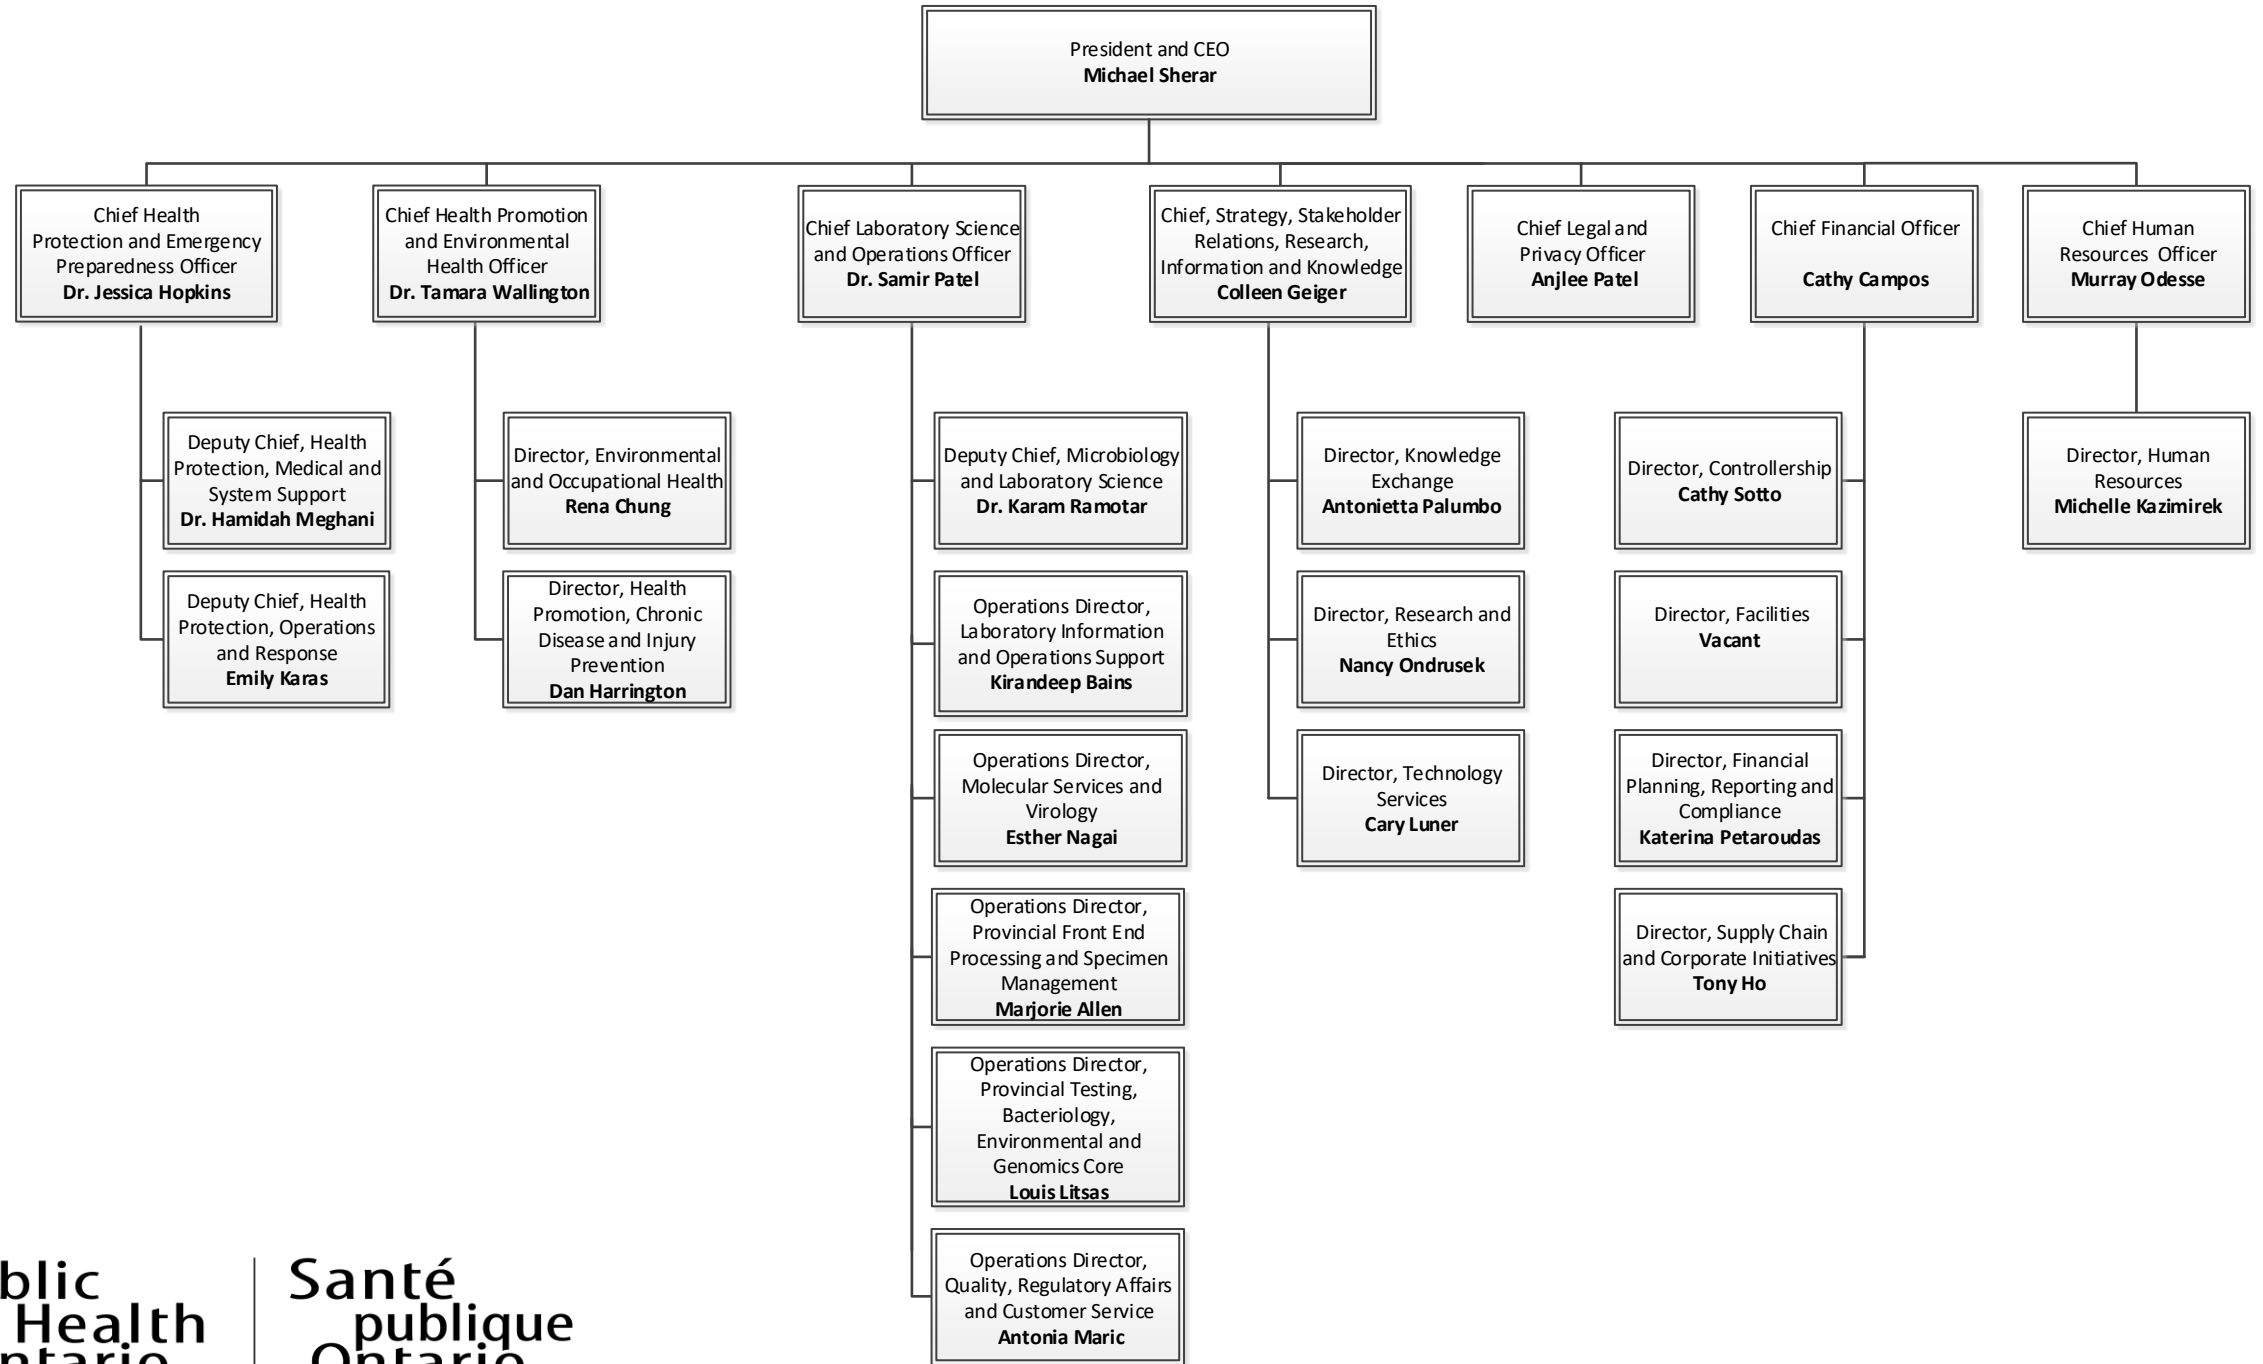 President and CEO
Michael Sherar
Chief Health
Protection and Emergency
Preparedness Officer
Dr. Jessica Hopkins
Chief Health Promotion
and Environmental
Health Officer
Dr. Tamara Wallington
Chief Laboratory Science
and Operations Officer
Dr. Samir Patel
Chief, Strategy, Stakeholder
Relations, Research,
Information and Knowledge
Colleen Geiger
Chief Legal and
Privacy Officer
Anjlee Patel
Chief Financial Officer
Cathy Campos
Chief Human
Resources Officer
Murray Odesse
Deputy Chief, Health
Protection, Medical and
System Support
Dr. Hamidah Meghani
Deputy Chief, Health
Protection, Operations
and Response
Emily Karas
Director, Environmental
and Occupational Health
Rena Chung
Director, Health
Promotion, Chronic
Disease and Injury
Prevention
Dan Harrington
Deputy Chief, Microbiology
and Laboratory Science
Dr. Karam Ramotar
Operations Director,
Laboratory Information
and Operations Support
Kirandeep Bains
Operations Director,
Molecular Services and
Virology
Esther Nagai
Operations Director,
Provincial Front End
Processing and Specimen
Management
Marjorie Allen
Operations Director,
Provincial Testing,
Bacteriology,
Environmental and
Genomics Core
Louis Litsas
Operations Director,
Quality, Regulatory Affairs
and Customer Service
Antonia Maric
Director, Knowledge
Exchange
Antonietta Palumbo
Director, Research and
Ethics
Nancy Ondrusek
Director, Technology
Services
Cary Luner
Director, Controllership
Cathy Sotto
Director, Facilities
Vacant
Director, Financial
Planning, Reporting and
Compliance
Katerina Petaroudas
Director, Supply Chain
and Corporate Initiatives
Tony Ho
Director, Human
Resources
Michelle Kazimirek
blic
Health
ntario
Santé
publique
Ontario